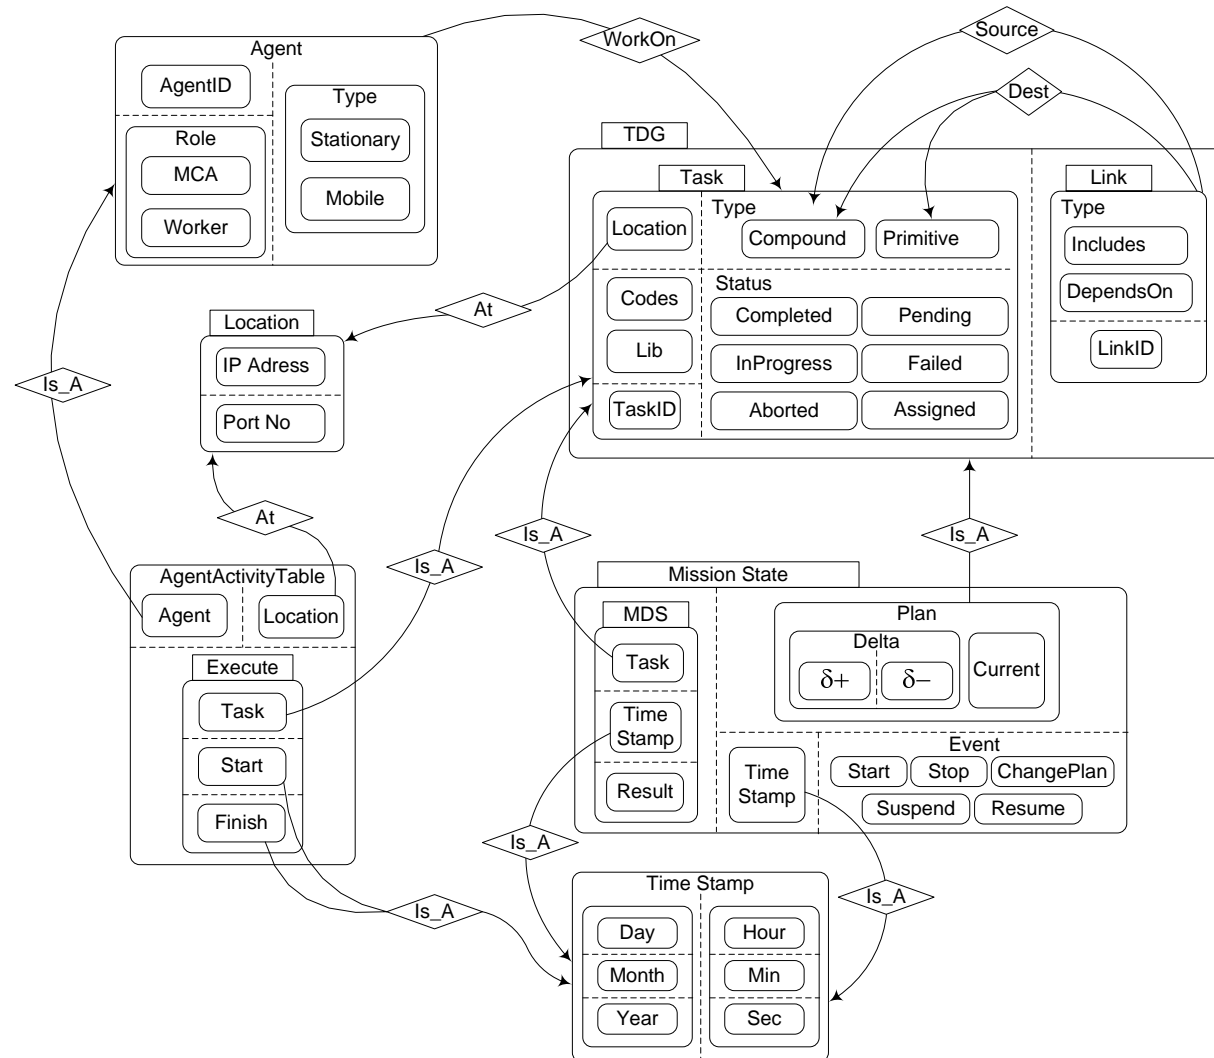 Agent
WorkOn
Source
AgentID
Type
Dest
Stationary
Role
MCA
Mobile
Worker
TDG
Task
Link
Location
Type
Compound
Primitive
Type
Includes
Status
Codes
Completed
Pending
DependsOn
At
Location
Lib
InProgress
Failed
LinkID
IP Adress
Is_A
TaskID
Aborted
Assigned
Port No
At
Is_A
Is_A
Is_A
AgentActivityTable
Mission State
Agent
Location
MDS
Plan
Execute
Task
Delta
Current
δ+
δ−
Task
Time
Stamp
Event
Start
Time
Stamp
Start
Stop
ChangePlan
Result
Suspend
Resume
Finish
Is_A
Time Stamp
Is_A
Is_A
Day
Hour
Month
Min
Year
Sec